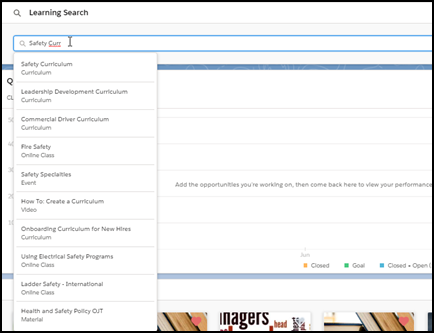 Learning Search
Safety Curr
Safety Curriculum
Curriculum
Leadership Development Curriculum
Curriculum
Commercial Driver Curriculum
Curriculum
Fire Safety
Online Class
Safety Specialties
Event
How To: Create a Curriculum
Video
Onboarding Curriculum for New Hires
Curriculum
Using Electrical Safety Programs
Online Class
Ladder Safety - International
Online Class
Health and Safety Policy OJT
Material
Q
CL
Add the opportunities you're working on, then come back here to view your performance
Jun
Closed
Goal
Closed + Open (
nagers
head